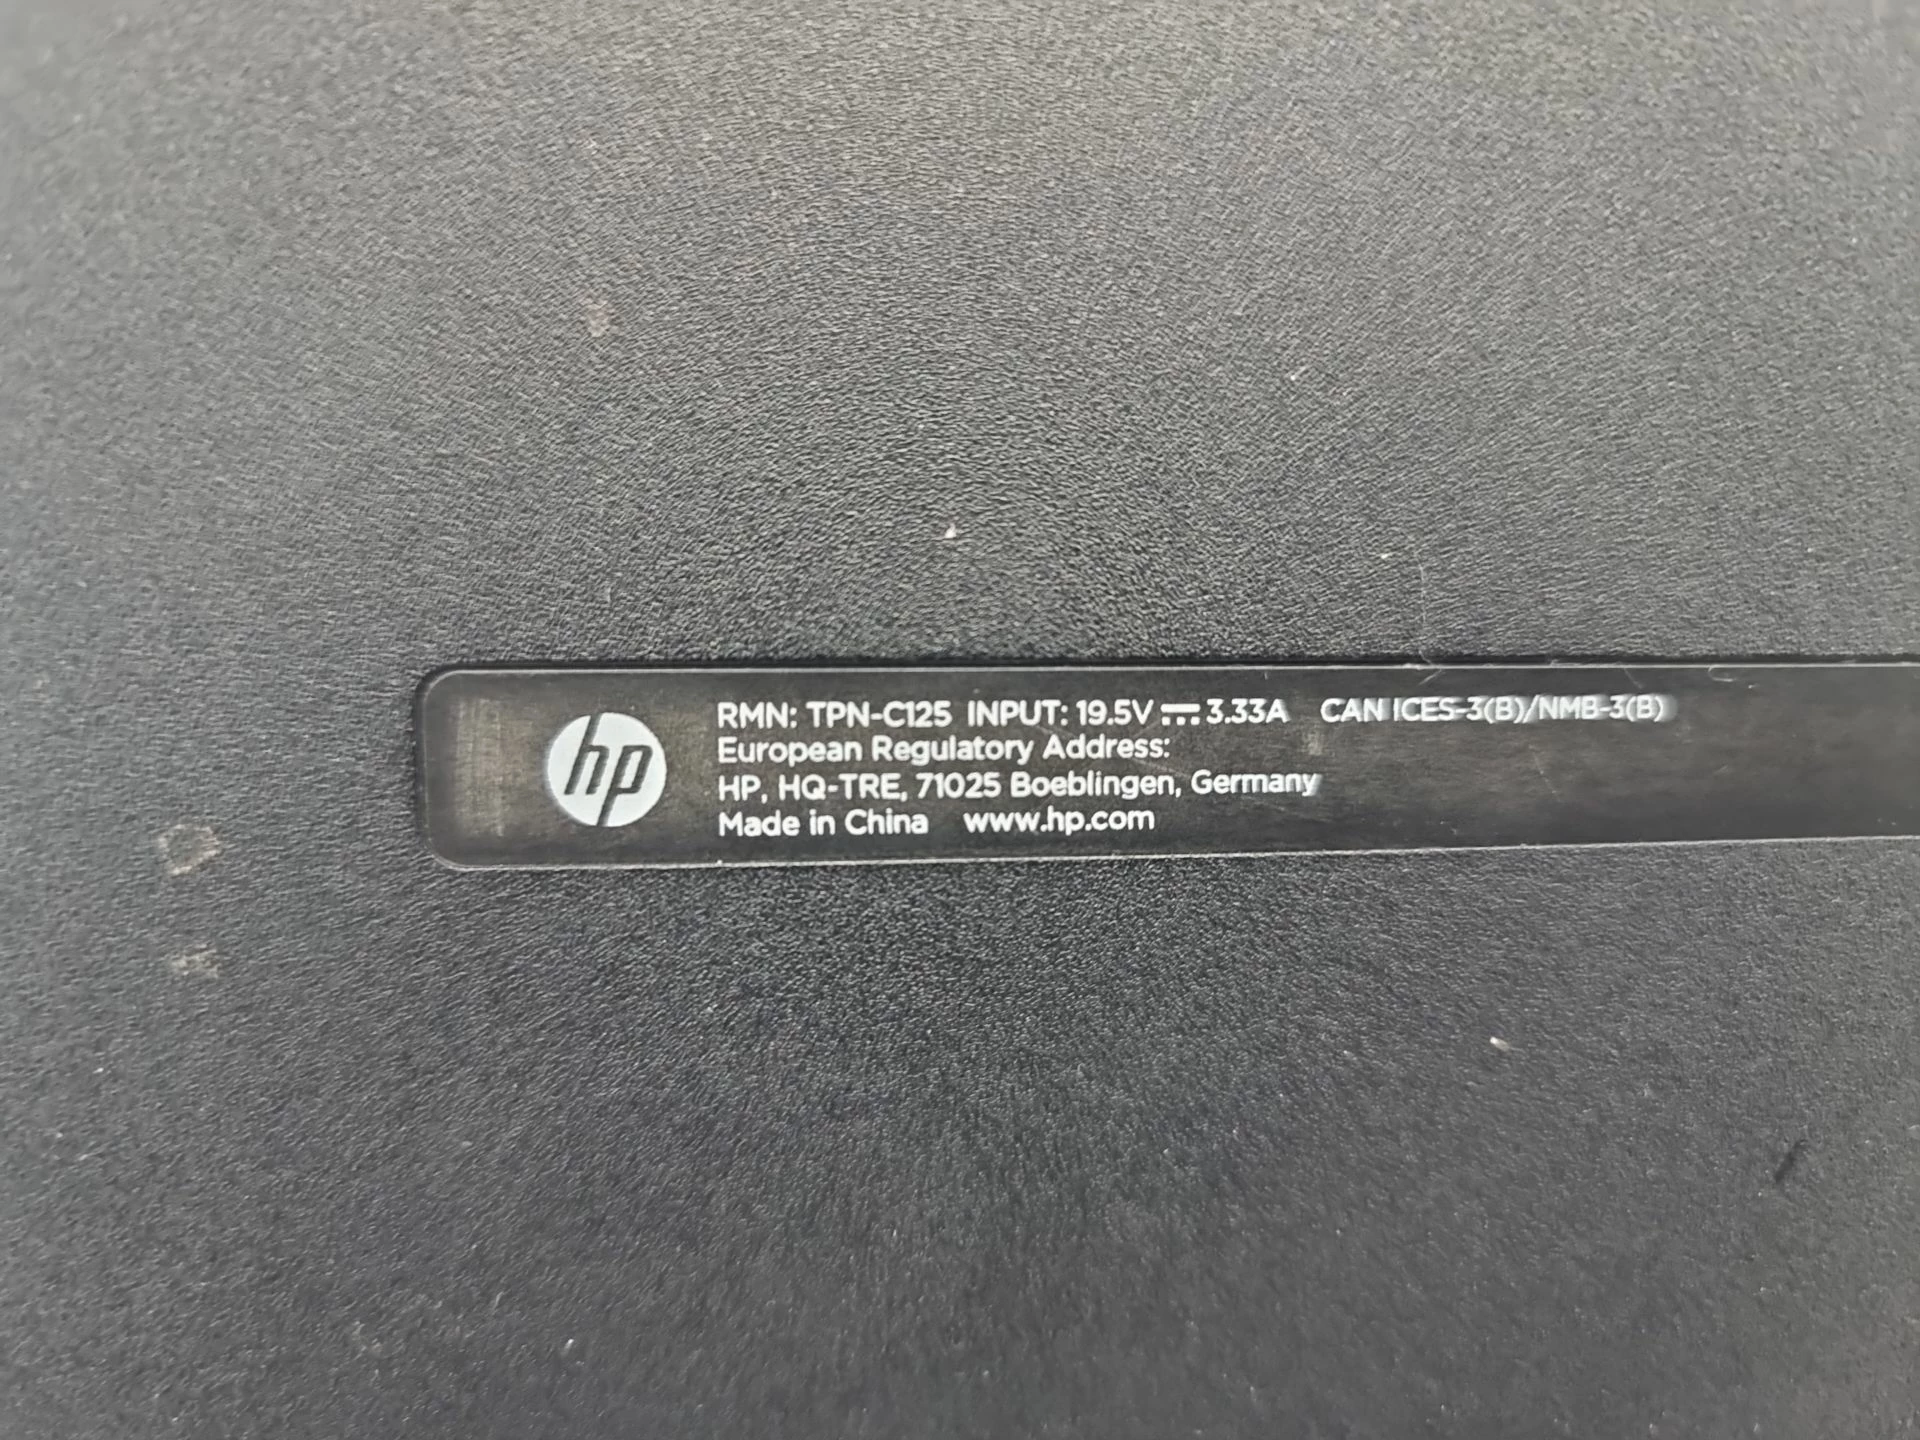 hp
RMN: TPN-C125 INPUT: 19.5V ⎓ 3.33A CAN ICES-3(B)/NMB-3(B)
European Regulatory Address:
HP, HQ-TRE, 71025 Boeblingen, Germany
Made in China www.hp.com